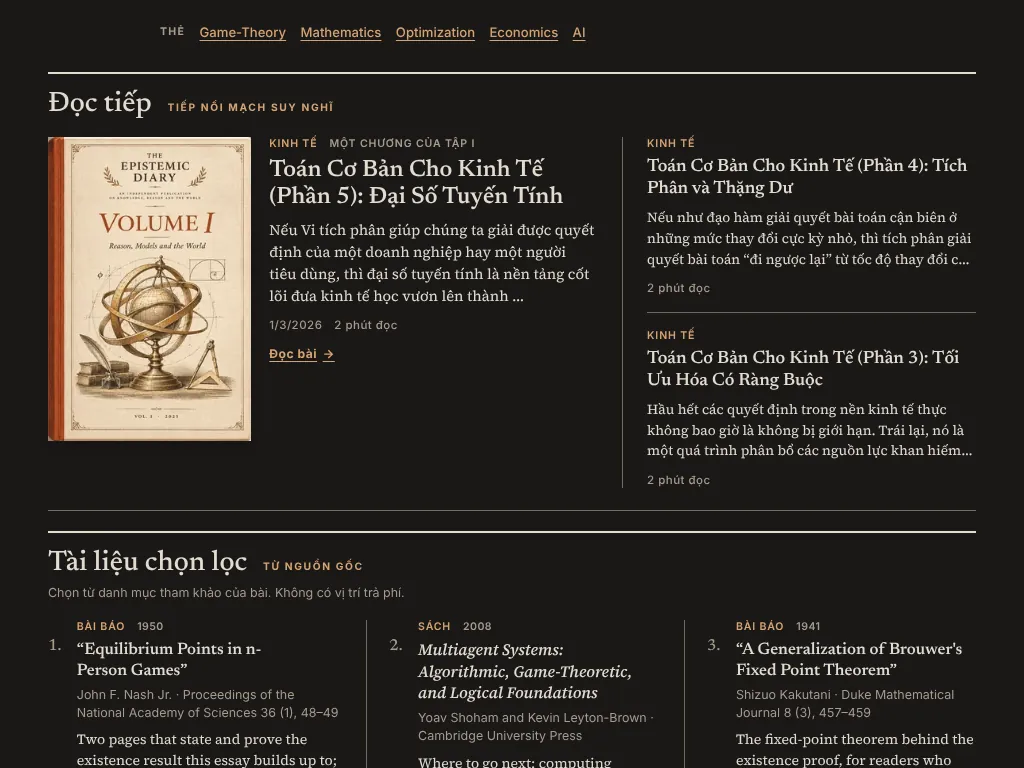 THẺ Game-Theory Mathematics Optimization Economics AI
Đọc tiếp TIẾP NỐI MẠCH SUY NGHĨ
THE
EPISTEMIC
DIARY
AN INDEPENDENT PUBLICATION
ON KNOWLEDGE, REASON AND THE WORLD
VOLUME I
Reason, Models and the World
VOL. I · 2025
KINH TẾ MỘT CHƯƠNG CỦA TẬP I
Toán Cơ Bản Cho Kinh Tế
(Phần 5): Đại Số Tuyến Tính
Nếu Vi tích phân giúp chúng ta giải được quyết
định của một doanh nghiệp hay một người
tiêu dùng, thì đại số tuyến tính là nền tảng cốt
lõi đưa kinh tế học vươn lên thành ...
1/3/2026 2 phút đọc
Đọc bài →
KINH TẾ
Toán Cơ Bản Cho Kinh Tế (Phần 4): Tích
Phân và Thặng Dư
Nếu như đạo hàm giải quyết bài toán cận biên ở
những mức thay đổi cực kỳ nhỏ, thì tích phân giải
quyết bài toán “đi ngược lại” từ tốc độ thay đổi c...
2 phút đọc
KINH TẾ
Toán Cơ Bản Cho Kinh Tế (Phần 3): Tối
Ưu Hóa Có Ràng Buộc
Hầu hết các quyết định trong nền kinh tế thực
không bao giờ là không bị giới hạn. Trái lại, nó là
một quá trình phân bổ các nguồn lực khan hiếm...
2 phút đọc
Tài liệu chọn lọc TỪ NGUỒN GỐC
Chọn từ danh mục tham khảo của bài. Không có vị trí trả phí.
1. BÀI BÁO 1950
“Equilibrium Points in n-
Person Games”
John F. Nash Jr. · Proceedings of the
National Academy of Sciences 36 (1), 48–49
Two pages that state and prove the
existence result this essay builds up to;
2. SÁCH 2008
Multiagent Systems:
Algorithmic, Game-Theoretic,
and Logical Foundations
Yoav Shoham and Kevin Leyton-Brown ·
Cambridge University Press
Where to go next: computing
3. BÀI BÁO 1941
“A Generalization of Brouwer's
Fixed Point Theorem”
Shizuo Kakutani · Duke Mathematical
Journal 8 (3), 457–459
The fixed-point theorem behind the
existence proof, for readers who